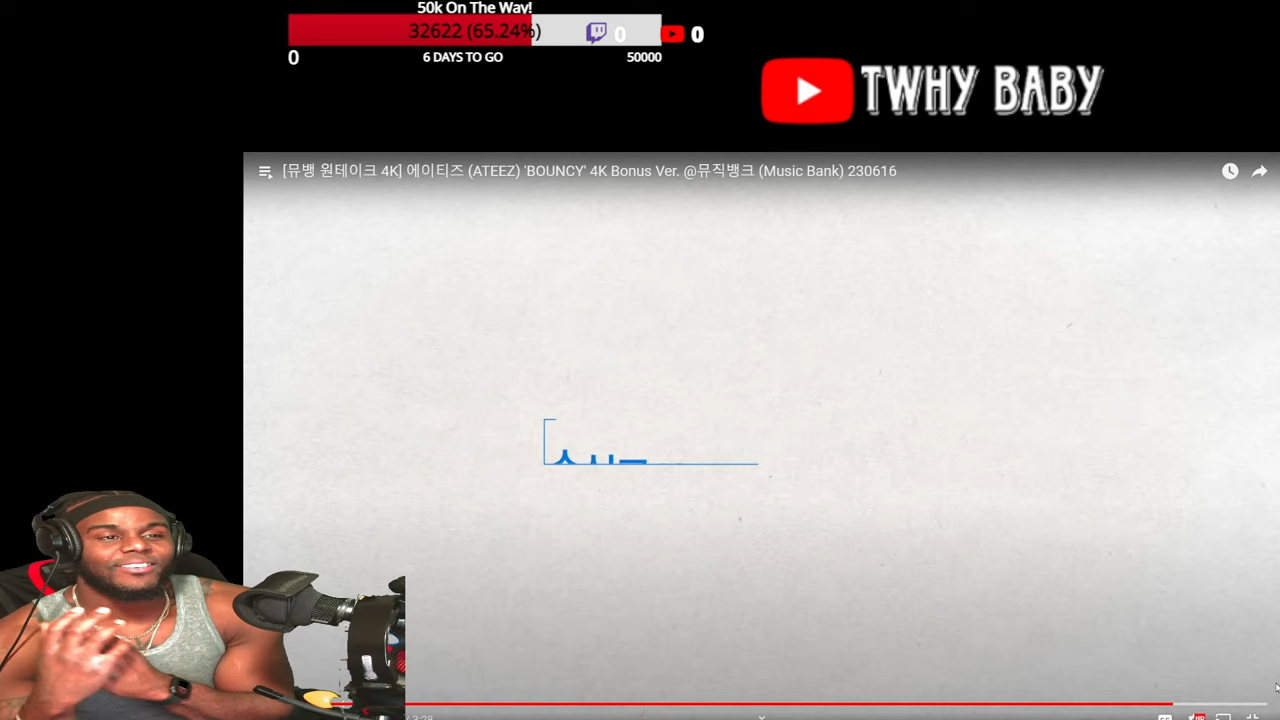 50k On The Way!
32622 (65.24%) 0 0
0 6 DAYS TO GO 50000
TWHY BABY
[뮤뱅 원테이크 4K] 에이티즈 (ATEEZ) 'BOUNCY' 4K Bonus Ver. @뮤직뱅크 (Music Bank) 230616
/ 3:28